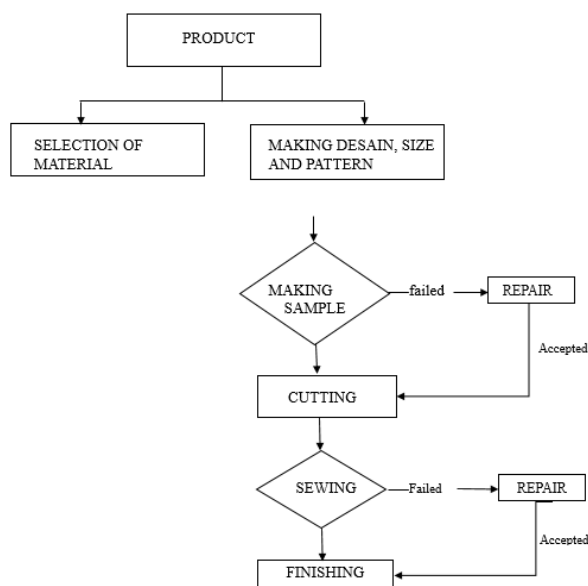 PRODUCT
SELECTION OF
MATERIAL
MAKING DESAIN, SIZE
AND PATTERN
MAKING
SAMPLE
failed
REPAIR
Accepted
CUTTING
SEWING
Failed
REPAIR
Accepted
FINISHING